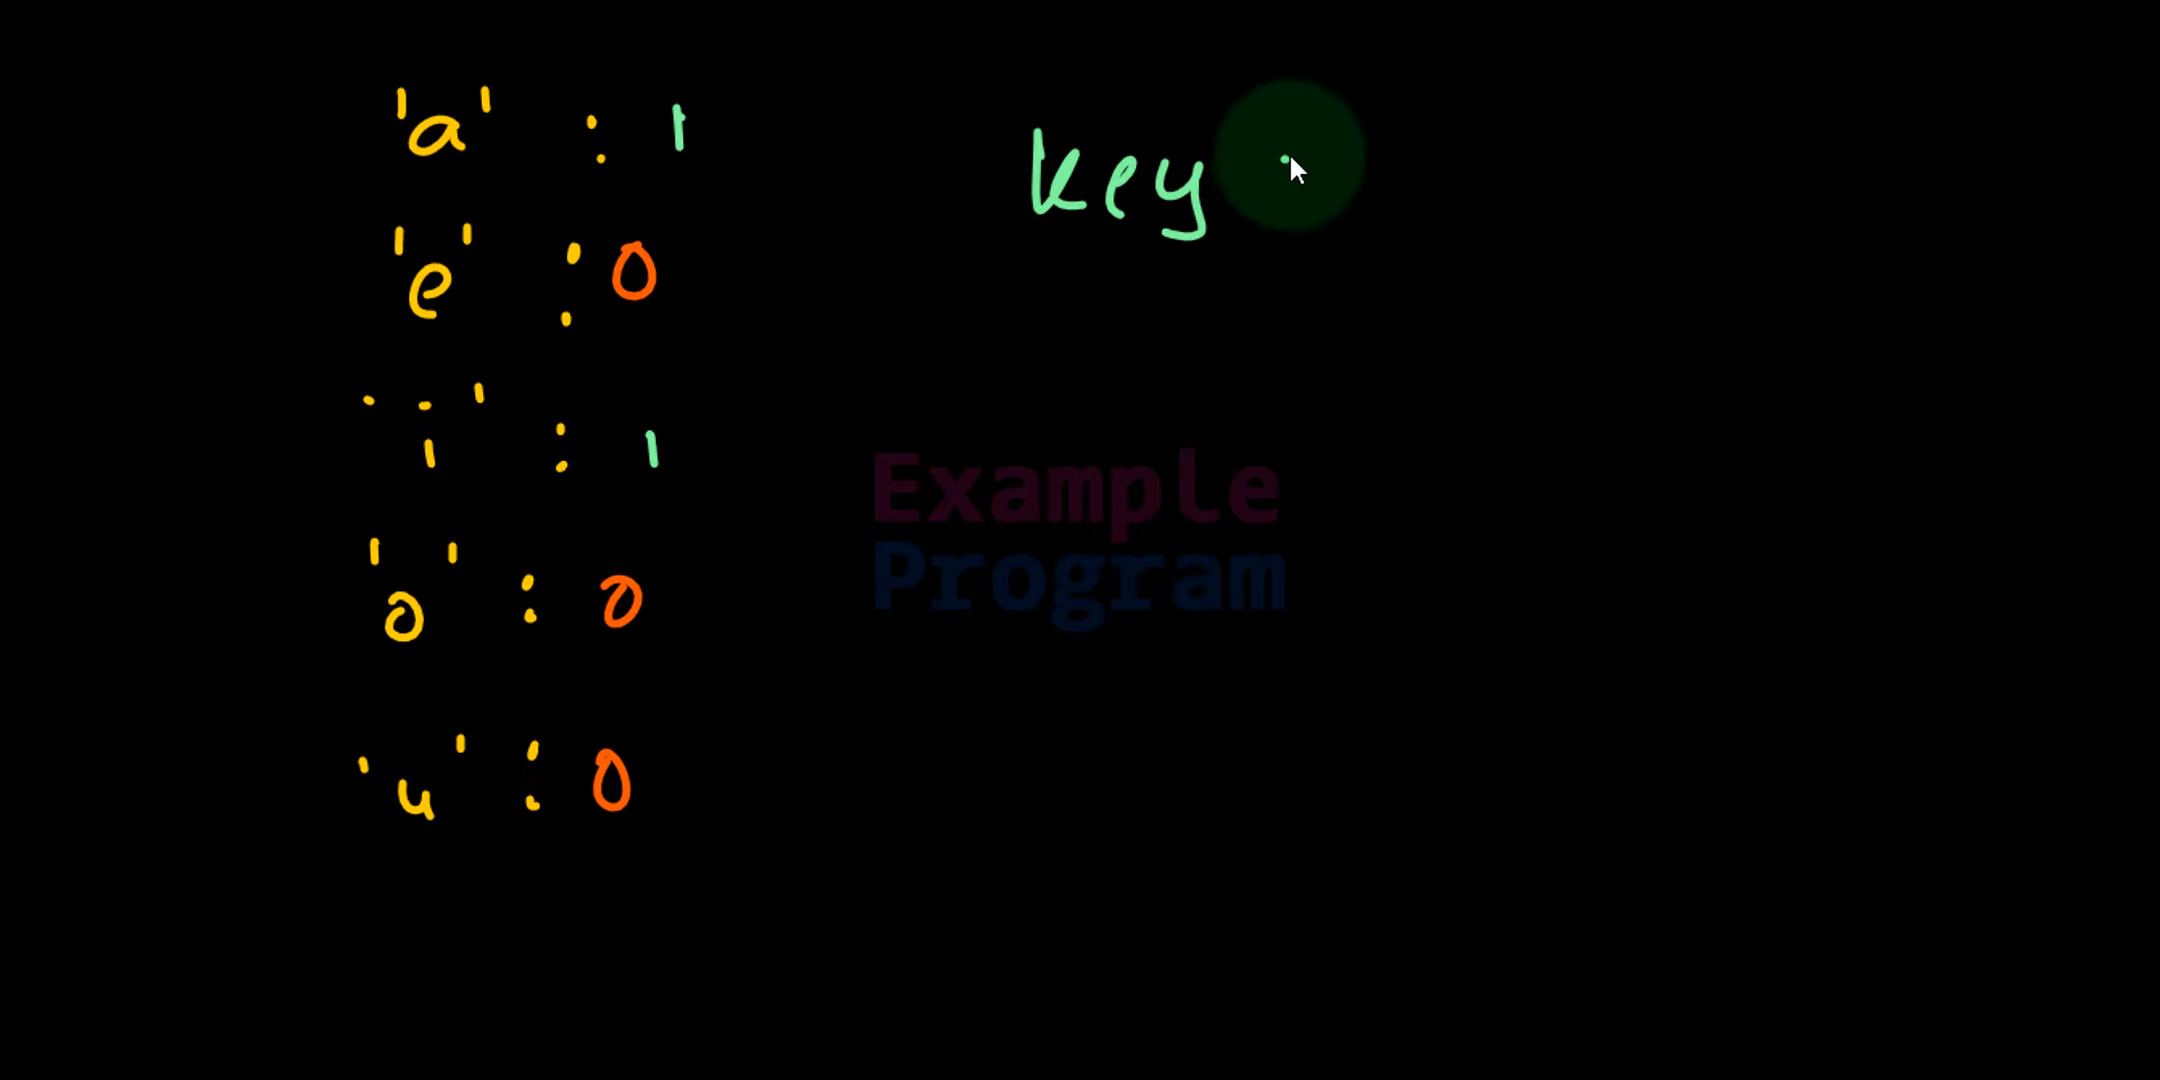 'a' : 1
key
'e' : 0
'i' : 1
Example
Program
'o' : 0
'u' : 0